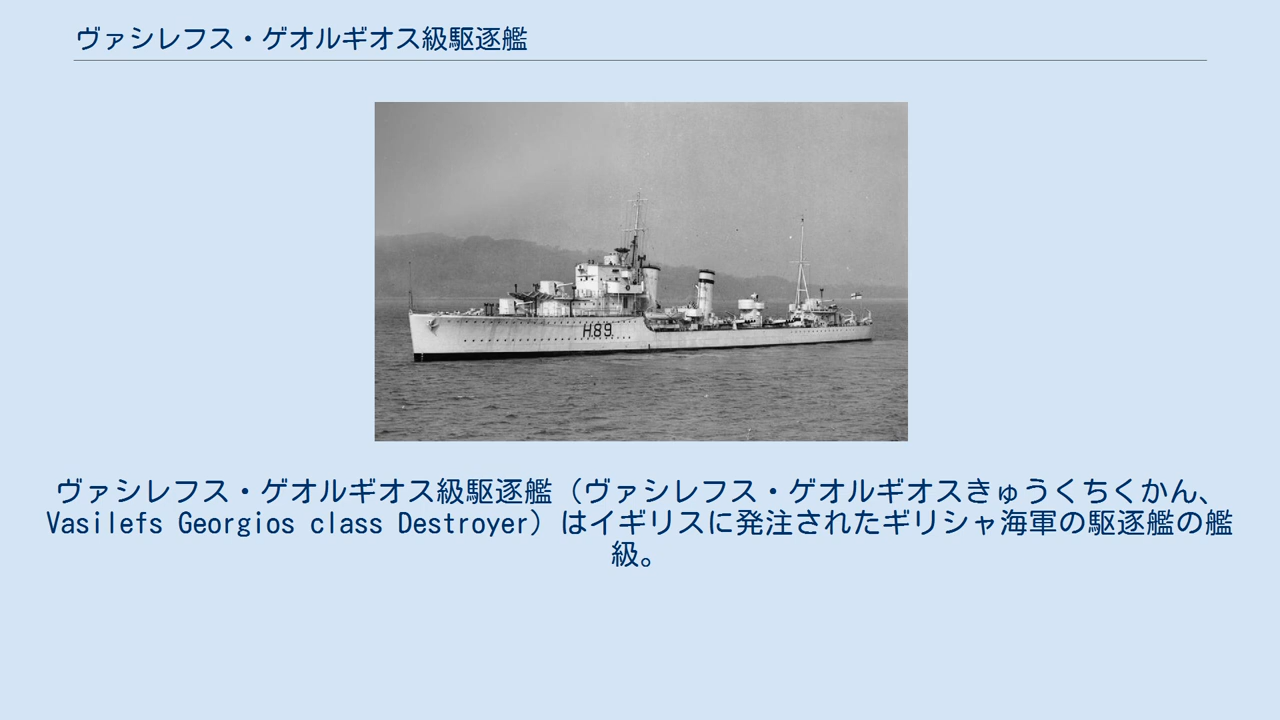 ヴァシレフス・ゲオルギオス級駆逐艦
H89
ヴァシレフス・ゲオルギオス級駆逐艦（ヴァシレフス・ゲオルギオスきゅうくちくかん、
Vasilefs Georgios class Destroyer）はイギリスに発注されたギリシャ海軍の駆逐艦の艦
級。